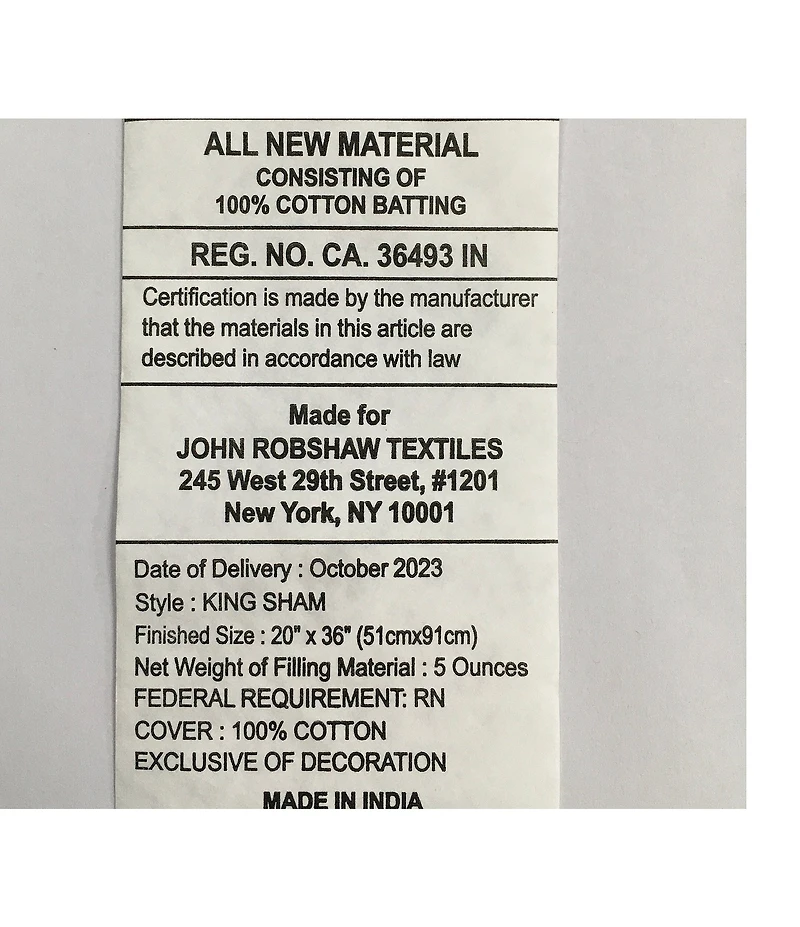 ALL NEW MATERIAL
CONSISTING OF
100% COTTON BATTING
REG. NO. CA. 36493 IN
Certification is made by the manufacturer
that the materials in this article are
described in accordance with law
Made for
JOHN ROBSHAW TEXTILES
245 West 29th Street, #1201
New York, NY 10001
Date of Delivery : October 2023
Style : KING SHAM
Finished Size : 20" x 36" (51cmx91cm)
Net Weight of Filling Material : 5 Ounces
FEDERAL REQUIREMENT: RN
COVER : 100% COTTON
EXCLUSIVE OF DECORATION
MADE IN INDIA